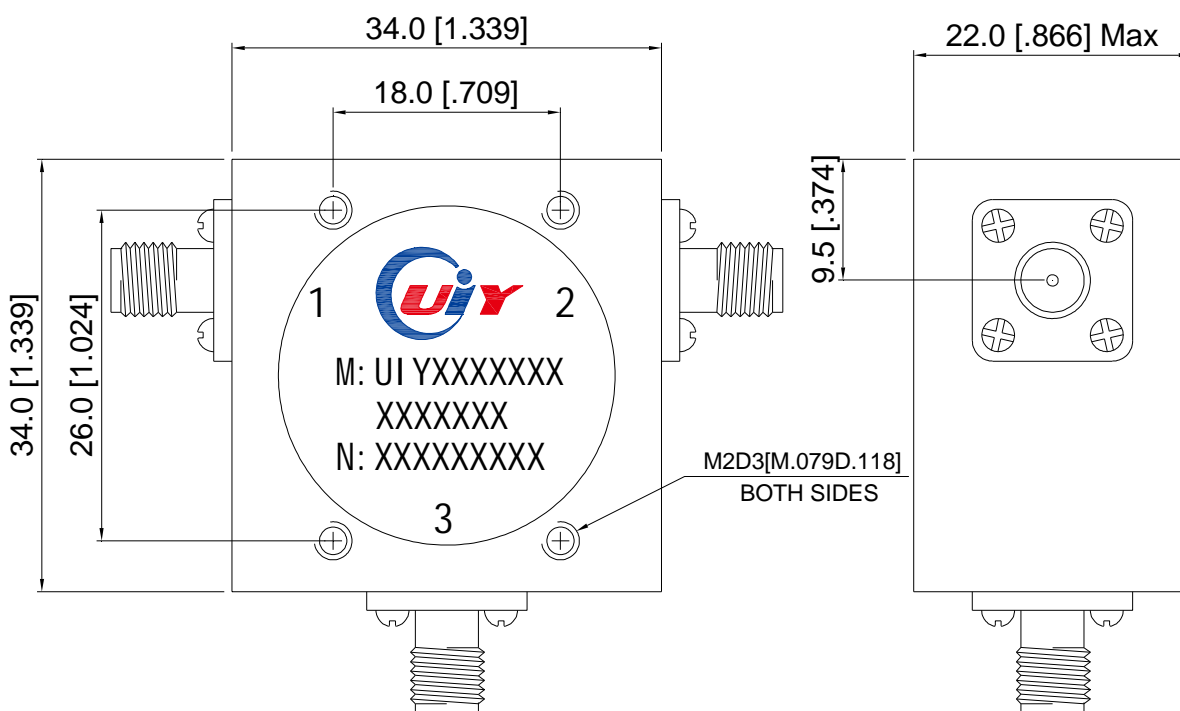 34.0 [1.339]
22.0 [.866] Max
18.0 [.709]
34.0 [1.339]
26.0 [1.024]
9.5 [.374]
UiY
1
2
M: UIYXXXXXXX
XXXXXXX
N: XXXXXXXXX
3
M2D3[M.079D.118]
BOTH SIDES